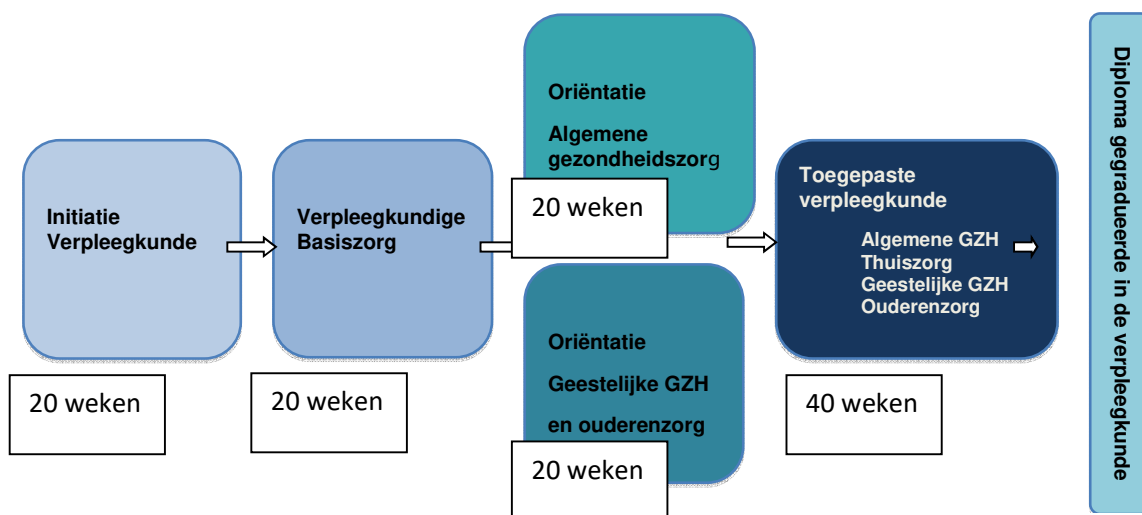 Initiatie
Verpleegkunde
20 weken
Verpleegkundige
Basiszorg
20 weken
Oriëntatie
Algemene
gezondheidszorg
20 weken
Oriëntatie
Geestelijke GZH
en ouderenzorg
20 weken
Toegepaste
verpleegkunde
Algemene GZH
Thuiszorg
Geestelijke GZH
Ouderenzorg
40 weken
Diploma gegradueerde in de verpleegkunde